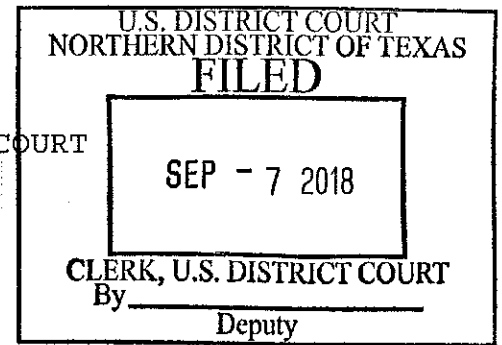 U.S. DISTRICT COURT
NORTHERN DISTRICT OF TEXAS
FILED
COURT
SEP - 7 2018
CLERK, U.S. DISTRICT COURT
By
Deputy